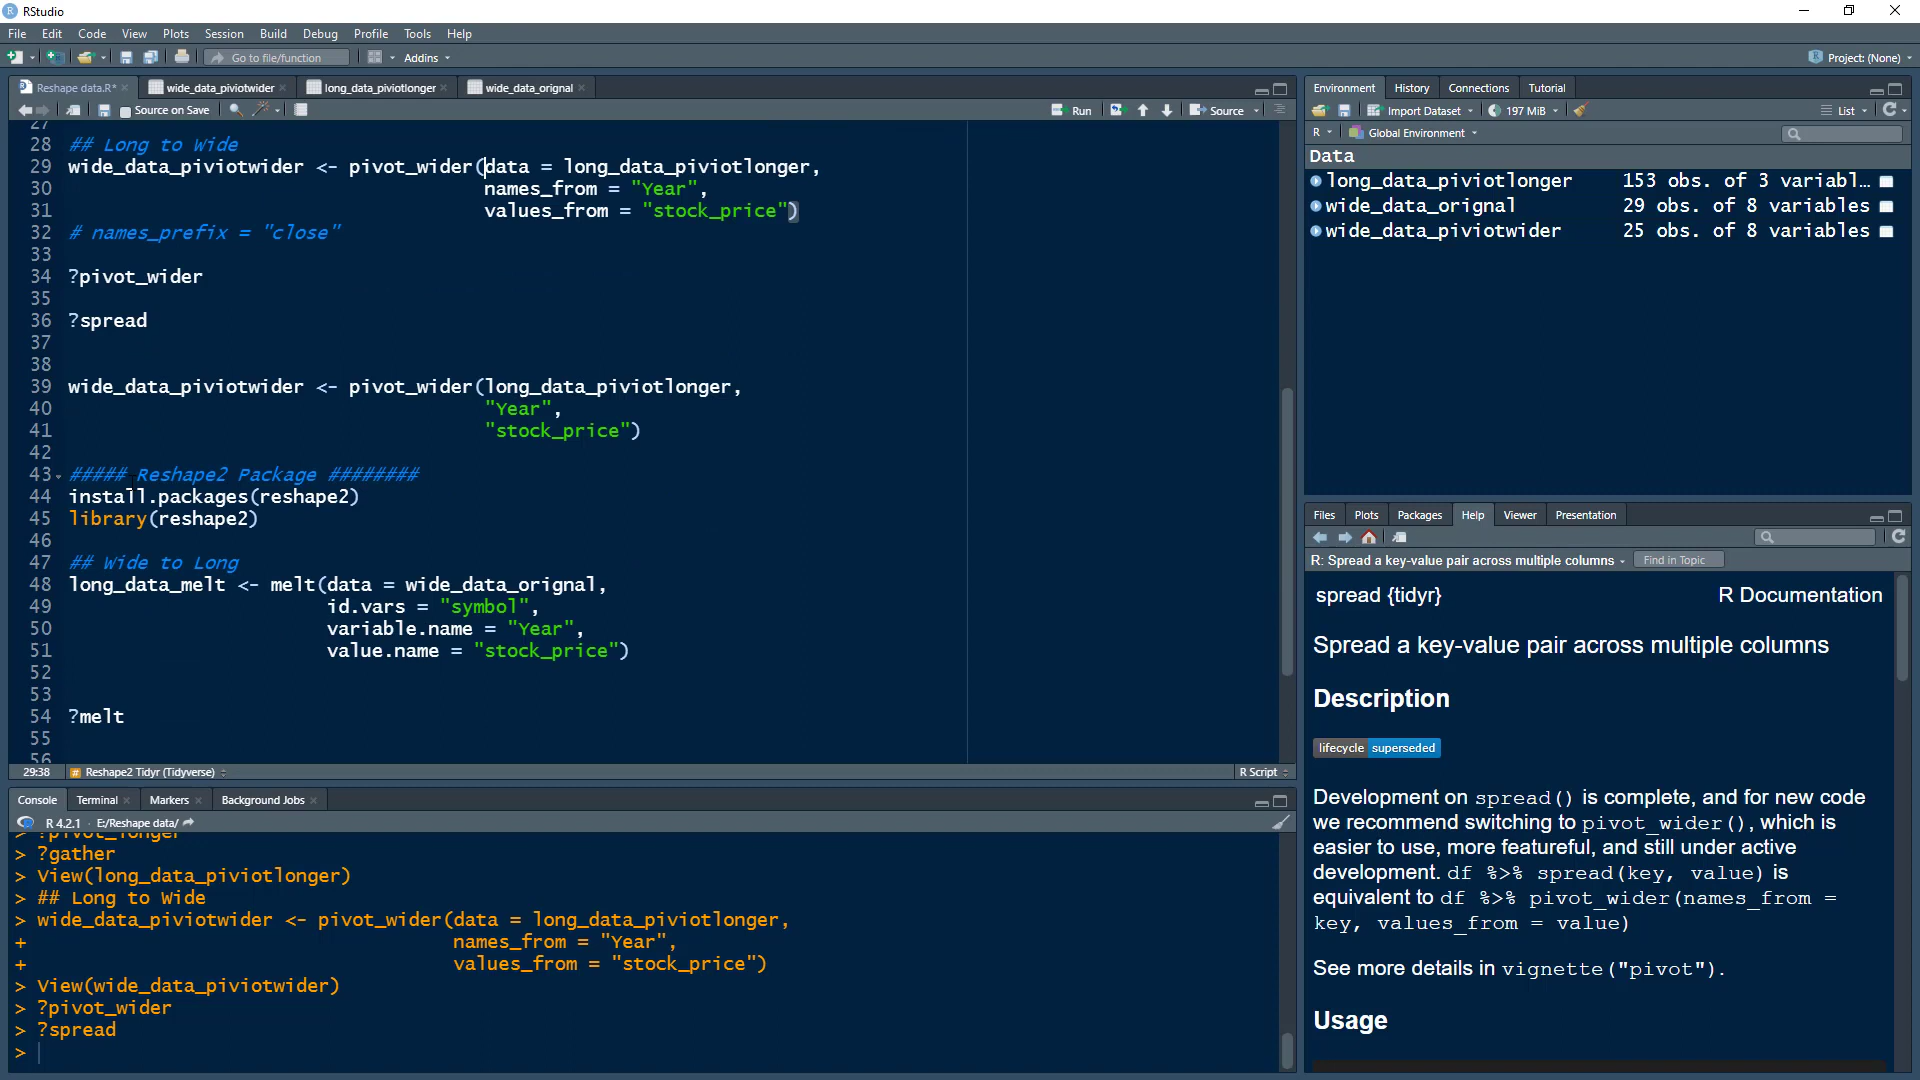 RStudio
File Edit Code View Plots Session Build Debug Profile Tools Help
Go to file/function Addins Project: (None)
Reshape data.R* wide_data_piviotwider long_data_piviotlonger wide_data_orignal
Source on Save Run Source
27
28 ## Long to Wide
29 wide_data_piviotwider <- pivot_wider(data = long_data_piviotlonger,
30 names_from = "Year",
31 values_from = "stock_price")
32 # names_prefix = "close"
33
34 ?pivot_wider
35
36 ?spread
37
38
39 wide_data_piviotwider <- pivot_wider(long_data_piviotlonger,
40 "Year",
41 "stock_price")
42
43 ##### Reshape2 Package ########
44 install.packages(reshape2)
45 library(reshape2)
46
47 ## Wide to Long
48 long_data_melt <- melt(data = wide_data_orignal,
49 id.vars = "symbol",
50 variable.name = "Year",
51 value.name = "stock_price")
52
53
54 ?melt
55
56
29:38 # Reshape2 Tidyr (Tidyverse) R Script
Console Terminal Markers Background Jobs
R 4.2.1 · E:/Reshape data/
> ?pivot_longer
> ?gather
> View(long_data_piviotlonger)
> ## Long to Wide
> wide_data_piviotwider <- pivot_wider(data = long_data_piviotlonger,
+ names_from = "Year",
+ values_from = "stock_price")
> View(wide_data_piviotwider)
> ?pivot_wider
> ?spread
>
Environment History Connections Tutorial
Import Dataset 197 MiB List
R Global Environment
Data
long_data_piviotlonger 153 obs. of 3 variabl…
wide_data_orignal 29 obs. of 8 variables
wide_data_piviotwider 25 obs. of 8 variables
Files Plots Packages Help Viewer Presentation
R: Spread a key-value pair across multiple columns Find in Topic
spread {tidyr} R Documentation
Spread a key-value pair across multiple columns
Description
lifecycle superseded
Development on spread() is complete, and for new code
we recommend switching to pivot_wider(), which is
easier to use, more featureful, and still under active
development. df %>% spread(key, value) is
equivalent to df %>% pivot_wider(names_from =
key, values_from = value)
See more details in vignette("pivot").
Usage